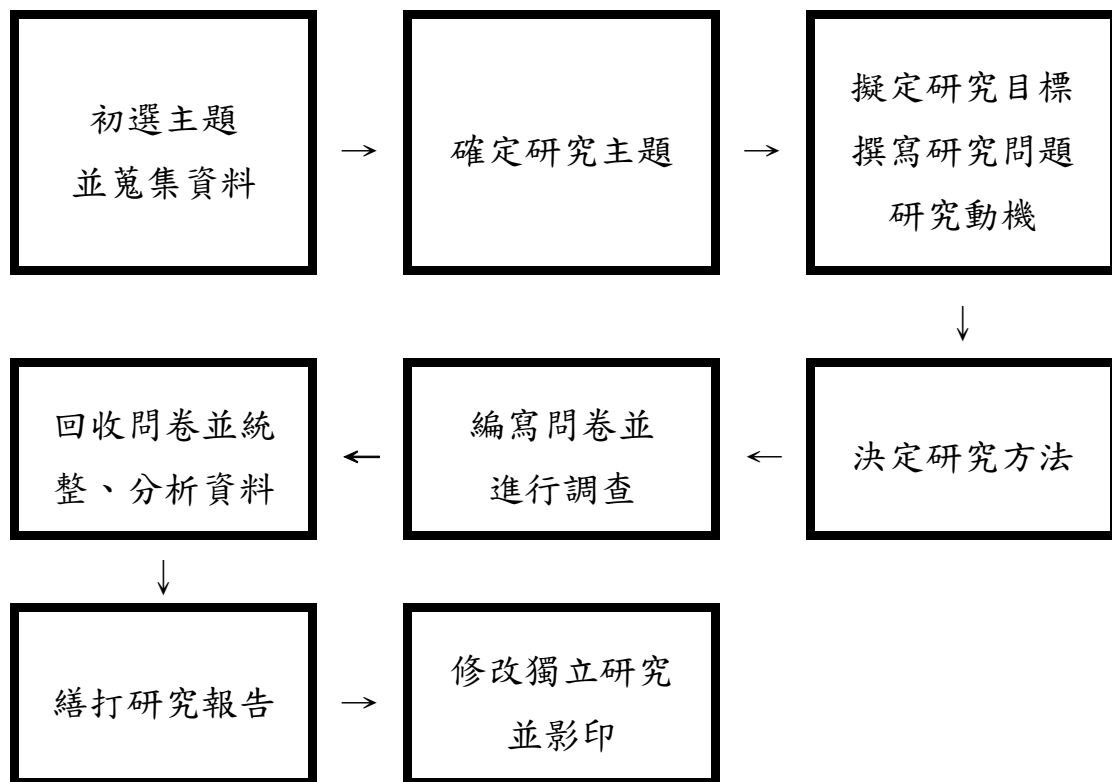 初選主題
並蒐集資料
→
確定研究主題
→
擬定研究目標
撰寫研究問題
研究動機
↓
決定研究方法
←
編寫問卷並
進行調查
←
回收問卷並統
整、分析資料
↓
繕打研究報告
→
修改獨立研究
並影印